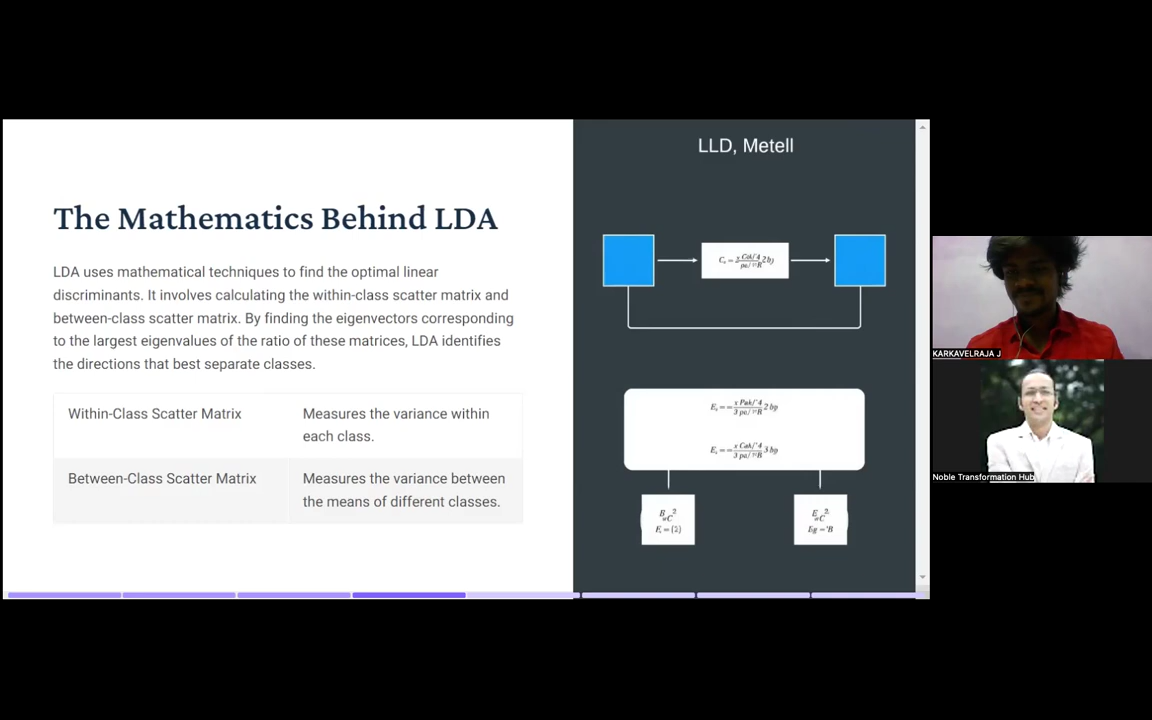 The Mathematics Behind LDA
LDA uses mathematical techniques to find the optimal linear
discriminants. It involves calculating the within-class scatter matrix and
between-class scatter matrix. By finding the eigenvectors corresponding
to the largest eigenvalues of the ratio of these matrices, LDA identifies
the directions that best separate classes.
Within-Class Scatter Matrix
Measures the variance within
each class.
Between-Class Scatter Matrix
Measures the variance between
the means of different classes.
LLD, Metell
KARKAVELRAJA J
Noble Transformation Hub